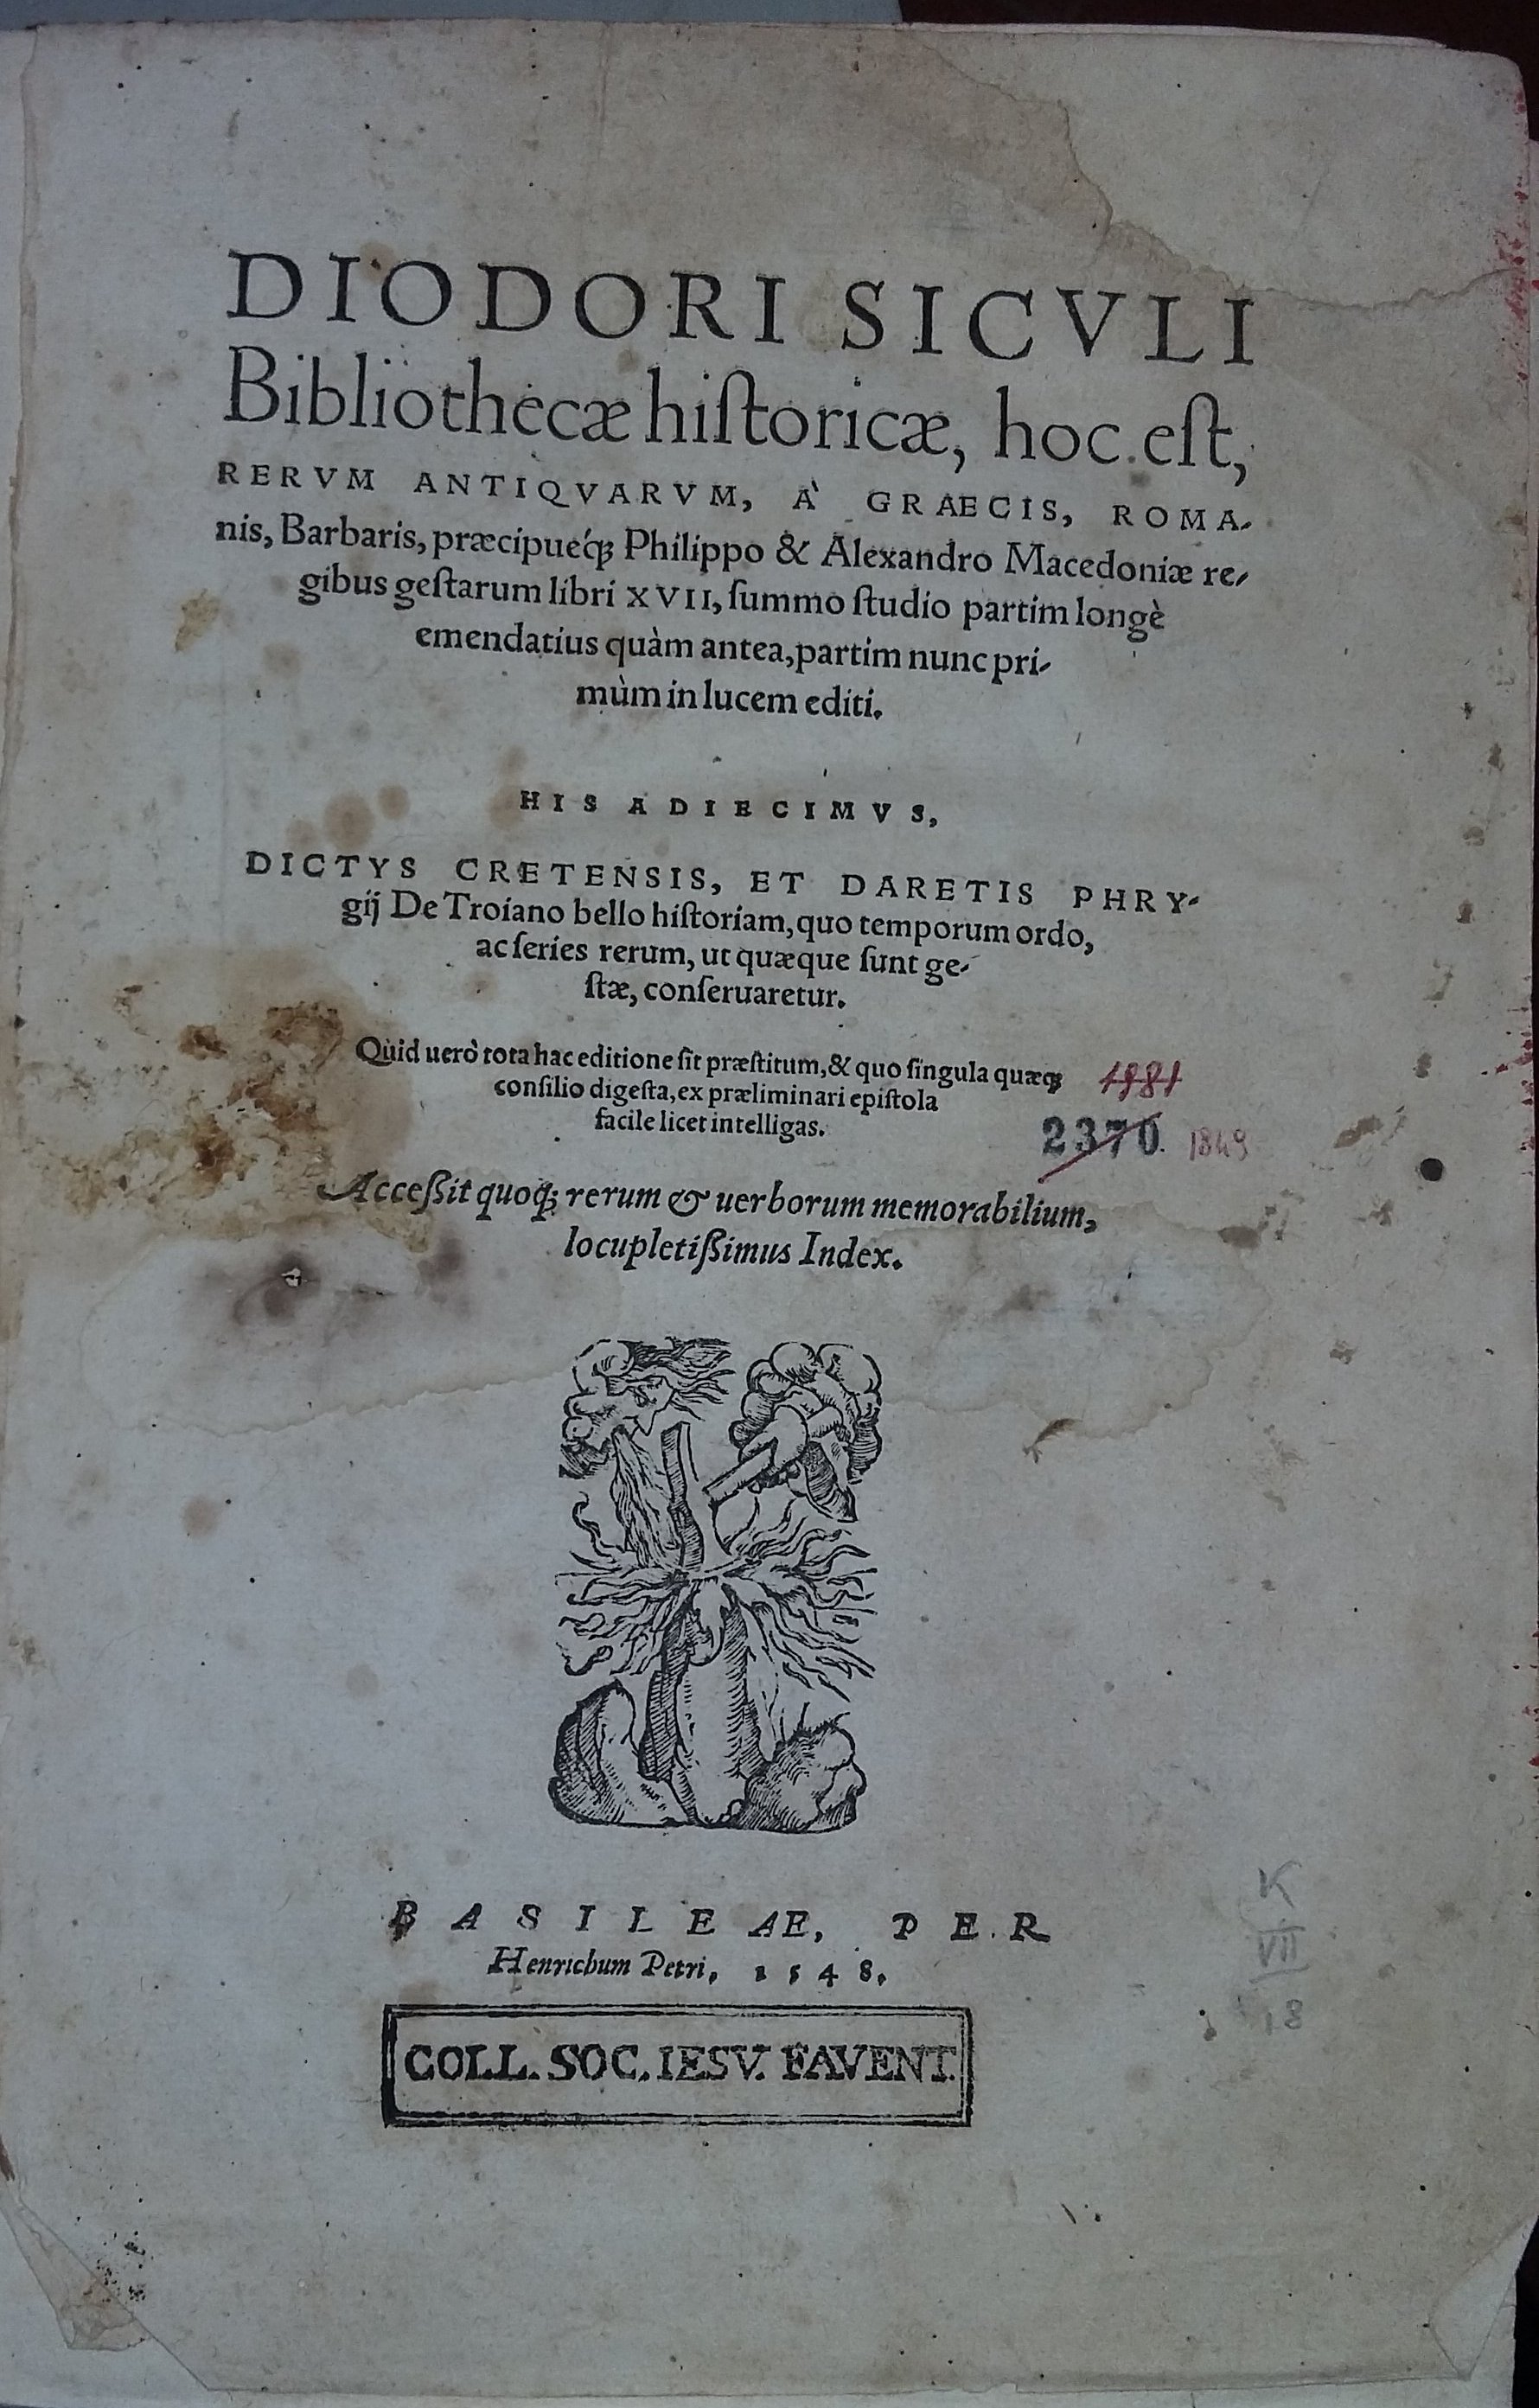 DIODORI SICVLI
Bibliothecæ hiſtoricæ, hoc eſt,
RERVM ANTIQVARVM, A' GRAECIS, ROMA-
nis, Barbaris, præcipueq́; Philippo & Alexandro Macedoniæ re-
gibus geſtarum libri XVII, ſummo ſtudio partim longè
emendatius quàm antea, partim nunc pri-
mùm in lucem editi.
HIS ADIECIMVS,
DICTYS CRETENSIS, ET DARETIS PHRY-
gij De Troiano bello hiſtoriam, quo temporum ordo,
ac ſeries rerum, ut quæque ſunt ge-
ſtæ, conſeruaretur.
Quid uerò tota hac editione ſit præſtitum, & quo ſingula quæq;
conſilio digeſta, ex præliminari epiſtola
facile licet intelligas.
2370. 1849
Acceßit quoq; rerum & uerborum memorabilium,
locupletißimus Index.
BASILEAE, PER
Henrichum Petri, 1548.
COLL. SOC. IESV. FAVENT.
K
VII
18